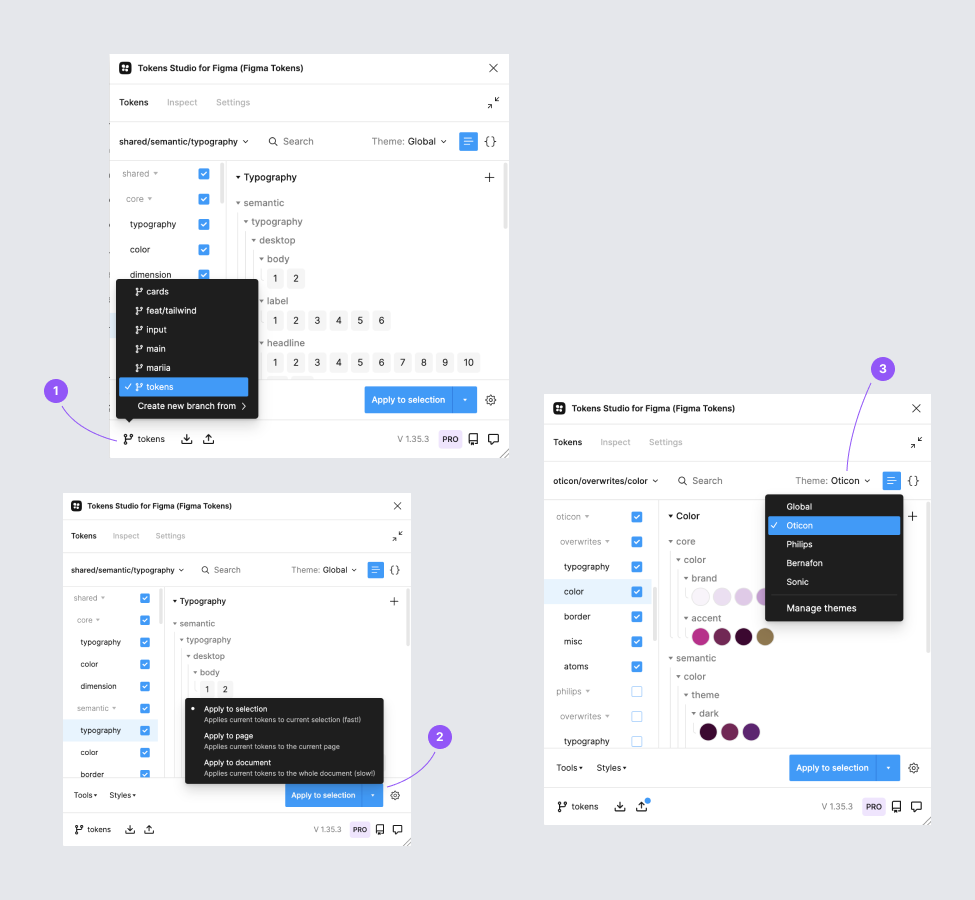 Tokens Studio for Figma (Figma Tokens)
Tokens Inspect Settings
shared/semantic/typography Search Theme: Global {}
shared
core
typography
color
dimension
Typography
semantic
typography
desktop
body
1 2
label
1 2 3 4 5 6
headline
1 2 3 4 5 6 7 8 9 10
cards
feat/tailwind
input
main
mariia
tokens
Create new branch from
Apply to selection
tokens V 1.35.3 PRO
1
Tokens Studio for Figma (Figma Tokens)
Tokens Inspect Settings
shared/semantic/typography Search Theme: Global {}
shared
core
typography
color
dimension
semantic
typography
color
border
Typography
semantic
typography
desktop
body
1 2
Apply to selection
Applies current tokens to current selection (fast!)
Apply to page
Applies current tokens to the current page
Apply to document
Applies current tokens to the whole document (slow!)
Tools Styles Apply to selection
tokens V 1.35.3 PRO
2
3
Tokens Studio for Figma (Figma Tokens)
Tokens Inspect Settings
oticon/overwrites/color Search Theme: Oticon {}
oticon
overwrites
typography
color
border
misc
atoms
philips
overwrites
typography
Color
core
color
brand
accent
semantic
color
theme
dark
Global
Oticon
Philips
Bernafon
Sonic
Manage themes
Tools Styles Apply to selection
tokens V 1.35.3 PRO